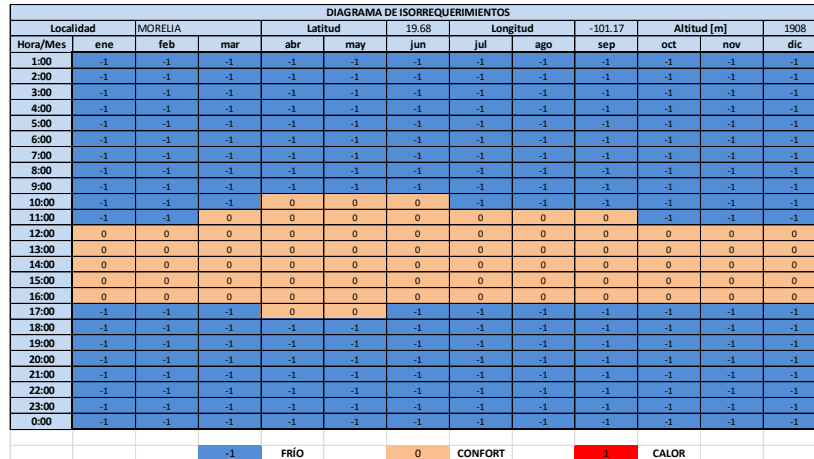 DIAGRAMA DE ISORREQUERIMIENTOS
Localidad MORELIA Latitud 19.68 Longitud -101.17 Altitud [m] 1908
Hora/Mes ene feb mar abr may jun jul ago sep oct nov dic
1:00 -1 -1 -1 -1 -1 -1 -1 -1 -1 -1 -1 -1
2:00 -1 -1 -1 -1 -1 -1 -1 -1 -1 -1 -1 -1
3:00 -1 -1 -1 -1 -1 -1 -1 -1 -1 -1 -1 -1
4:00 -1 -1 -1 -1 -1 -1 -1 -1 -1 -1 -1 -1
5:00 -1 -1 -1 -1 -1 -1 -1 -1 -1 -1 -1 -1
6:00 -1 -1 -1 -1 -1 -1 -1 -1 -1 -1 -1 -1
7:00 -1 -1 -1 -1 -1 -1 -1 -1 -1 -1 -1 -1
8:00 -1 -1 -1 -1 -1 -1 -1 -1 -1 -1 -1 -1
9:00 -1 -1 -1 -1 -1 -1 -1 -1 -1 -1 -1 -1
10:00 -1 -1 -1 0 0 0 -1 -1 -1 -1 -1 -1
11:00 -1 -1 0 0 0 0 0 0 0 -1 -1 -1
12:00 0 0 0 0 0 0 0 0 0 0 0 0
13:00 0 0 0 0 0 0 0 0 0 0 0 0
14:00 0 0 0 0 0 0 0 0 0 0 0 0
15:00 0 0 0 0 0 0 0 0 0 0 0 0
16:00 0 0 0 0 0 0 0 0 0 0 0 0
17:00 -1 -1 -1 0 0 -1 -1 -1 -1 -1 -1 -1
18:00 -1 -1 -1 -1 -1 -1 -1 -1 -1 -1 -1 -1
19:00 -1 -1 -1 -1 -1 -1 -1 -1 -1 -1 -1 -1
20:00 -1 -1 -1 -1 -1 -1 -1 -1 -1 -1 -1 -1
21:00 -1 -1 -1 -1 -1 -1 -1 -1 -1 -1 -1 -1
22:00 -1 -1 -1 -1 -1 -1 -1 -1 -1 -1 -1 -1
23:00 -1 -1 -1 -1 -1 -1 -1 -1 -1 -1 -1 -1
0:00 -1 -1 -1 -1 -1 -1 -1 -1 -1 -1 -1 -1
-1 FRÍO 0 CONFORT 1 CALOR